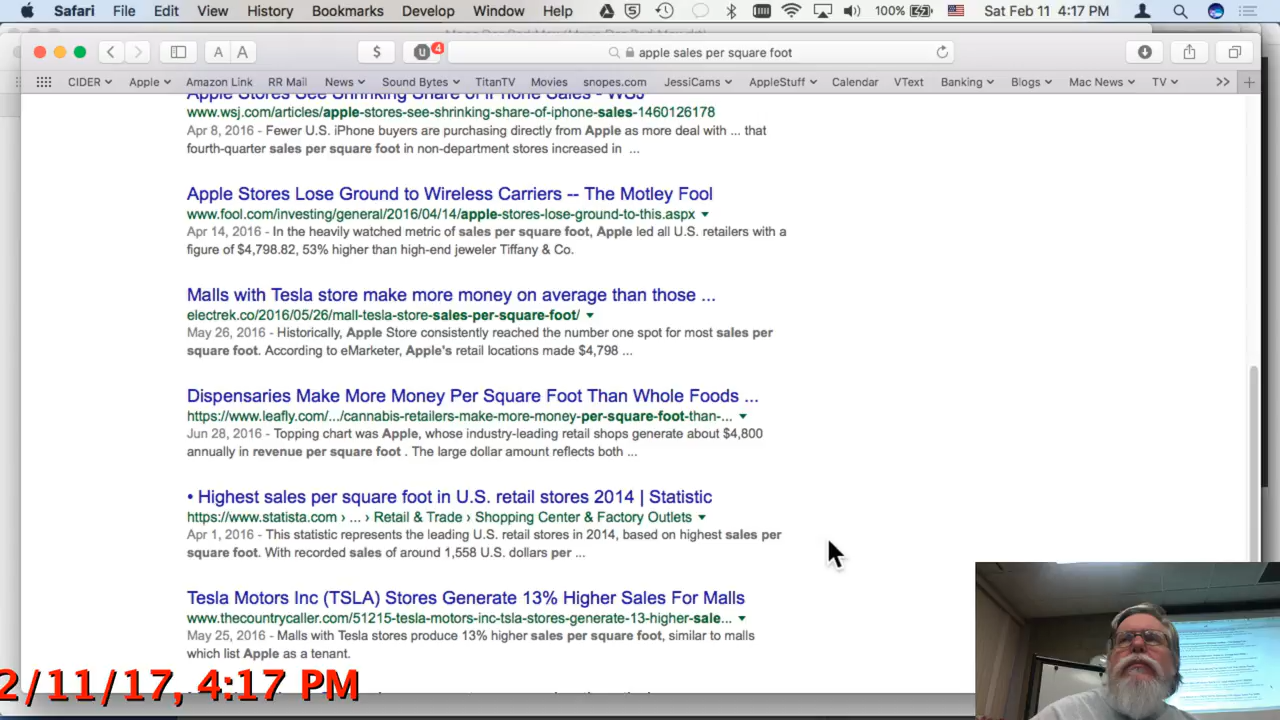 Safari File Edit View History Bookmarks Develop Window Help 100% Sat Feb 11 4:17 PM
A A $ 4 apple sales per square foot
CIDER Apple Amazon Link RR Mail News Sound Bytes TitanTV Movies snopes.com JessiCams AppleStuff Calendar VText Banking Blogs Mac News TV >> +
Apple Stores See Shrinking Share of iPhone Sales - WSJ
www.wsj.com/articles/apple-stores-see-shrinking-share-of-iphone-sales-1460126178
Apr 8, 2016 - Fewer U.S. iPhone buyers are purchasing directly from Apple as more deal with ... that
fourth-quarter sales per square foot in non-department stores increased in ...
Apple Stores Lose Ground to Wireless Carriers -- The Motley Fool
www.fool.com/investing/general/2016/04/14/apple-stores-lose-ground-to-this.aspx
Apr 14, 2016 - In the heavily watched metric of sales per square foot, Apple led all U.S. retailers with a
figure of $4,798.82, 53% higher than high-end jeweler Tiffany & Co.
Malls with Tesla store make more money on average than those ...
electrek.co/2016/05/26/mall-tesla-store-sales-per-square-foot/
May 26, 2016 - Historically, Apple Store consistently reached the number one spot for most sales per
square foot. According to eMarketer, Apple's retail locations made $4,798 ...
Dispensaries Make More Money Per Square Foot Than Whole Foods ...
https://www.leafly.com/.../cannabis-retailers-make-more-money-per-square-foot-than-...
Jun 28, 2016 - Topping chart was Apple, whose industry-leading retail shops generate about $4,800
annually in revenue per square foot . The large dollar amount reflects both ...
• Highest sales per square foot in U.S. retail stores 2014 | Statistic
https://www.statista.com › ... › Retail & Trade › Shopping Center & Factory Outlets
Apr 1, 2016 - This statistic represents the leading U.S. retail stores in 2014, based on highest sales per
square foot. With recorded sales of around 1,558 U.S. dollars per ...
Tesla Motors Inc (TSLA) Stores Generate 13% Higher Sales For Malls
www.thecountrycaller.com/51215-tesla-motors-inc-tsla-stores-generate-13-higher-sale...
May 25, 2016 - Malls with Tesla stores produce 13% higher sales per square foot, similar to malls
which list Apple as a tenant.
2/11/17, 4:17 PM